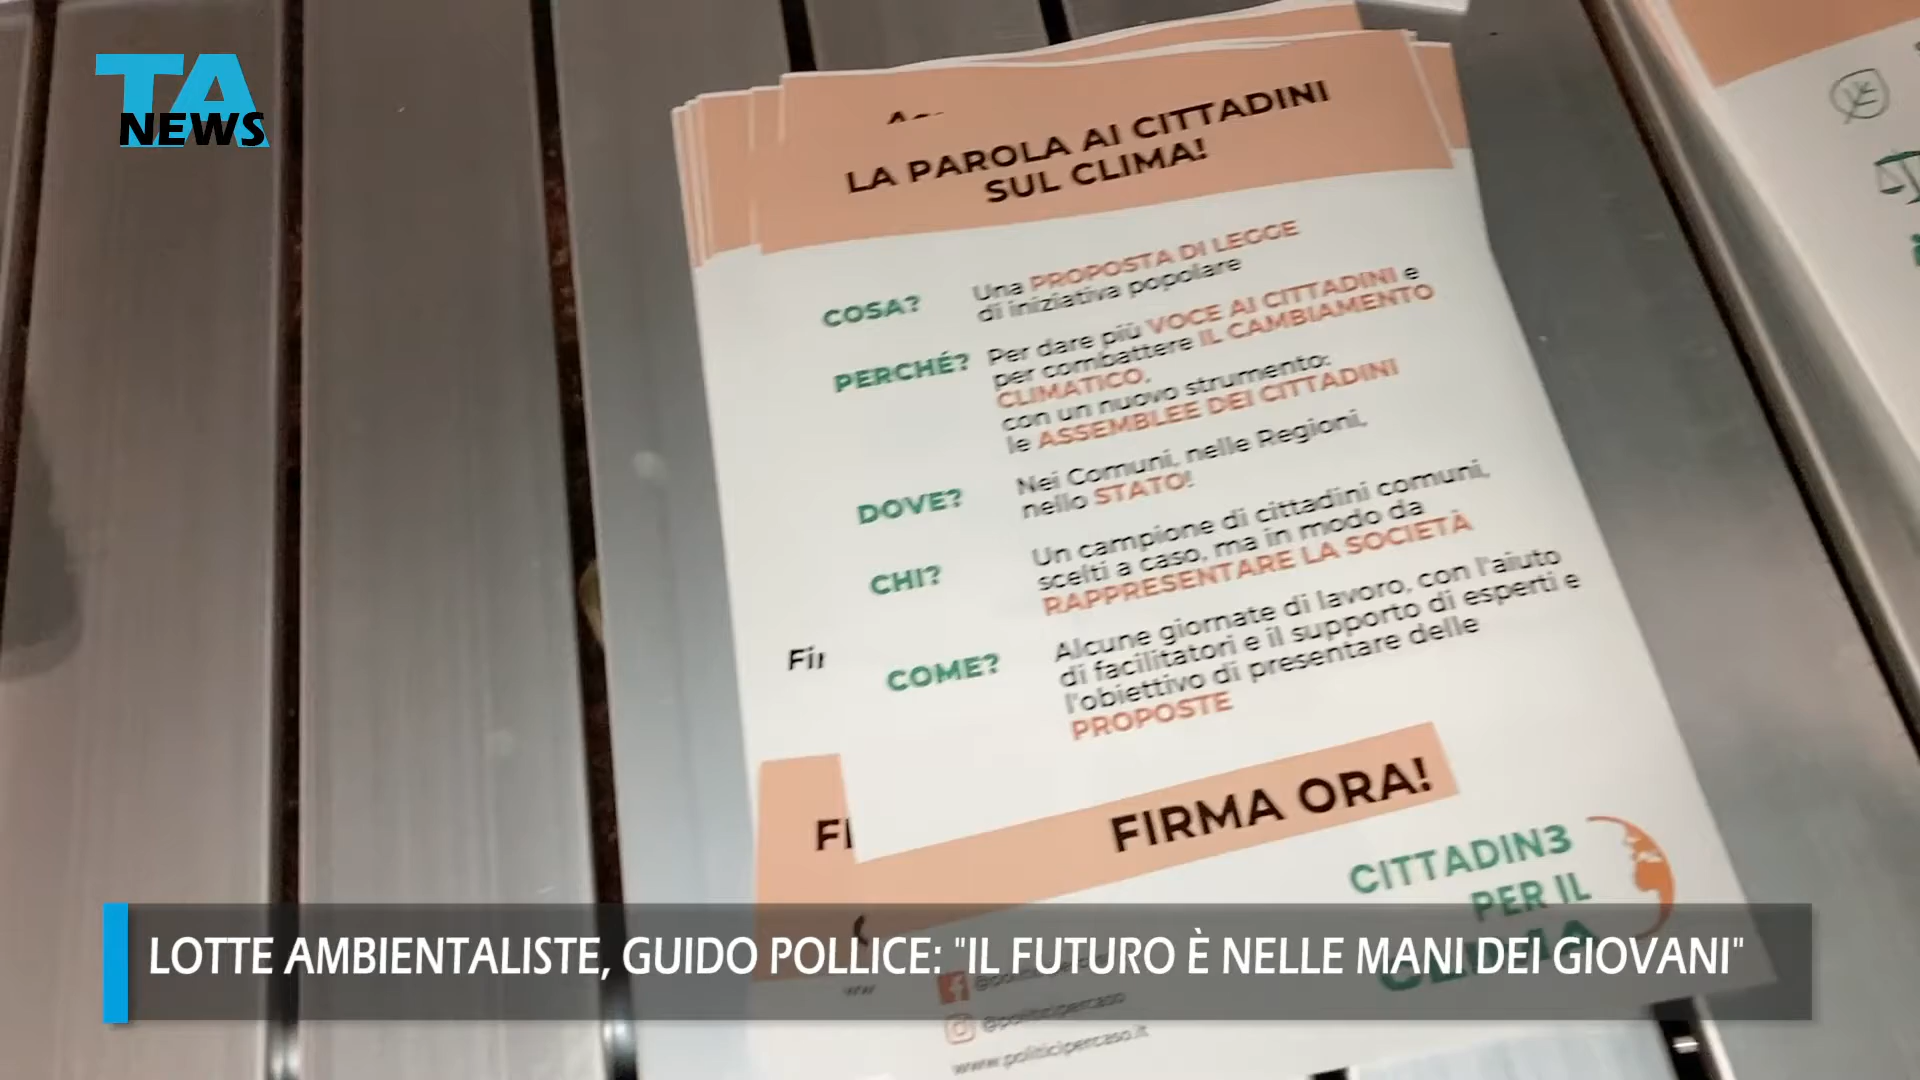 TA
NEWS
LA PAROLA AI CITTADINI
SUL CLIMA!
COSA?
Una PROPOSTA DI LEGGE
di iniziativa popolare
PERCHÉ?
Per dare più VOCE AI CITTADINI e
per combattere IL CAMBIAMENTO
CLIMATICO,
con un nuovo strumento:
le ASSEMBLEE DEI CITTADINI
DOVE?
Nei Comuni, nelle Regioni,
nello STATO!
CHI?
Un campione di cittadini comuni,
scelti a caso, ma in modo da
RAPPRESENTARE LA SOCIETÀ
COME?
Alcune giornate di lavoro, con l'aiuto
di facilitatori e il supporto di esperti e
l'obiettivo di presentare delle
PROPOSTE
FIRMA ORA!
CITTADIN3
PER IL
CLIMA
LOTTE AMBIENTALISTE, GUIDO POLLICE: "IL FUTURO È NELLE MANI DEI GIOVANI"
@politicipercaso
www.politicipercaso.it